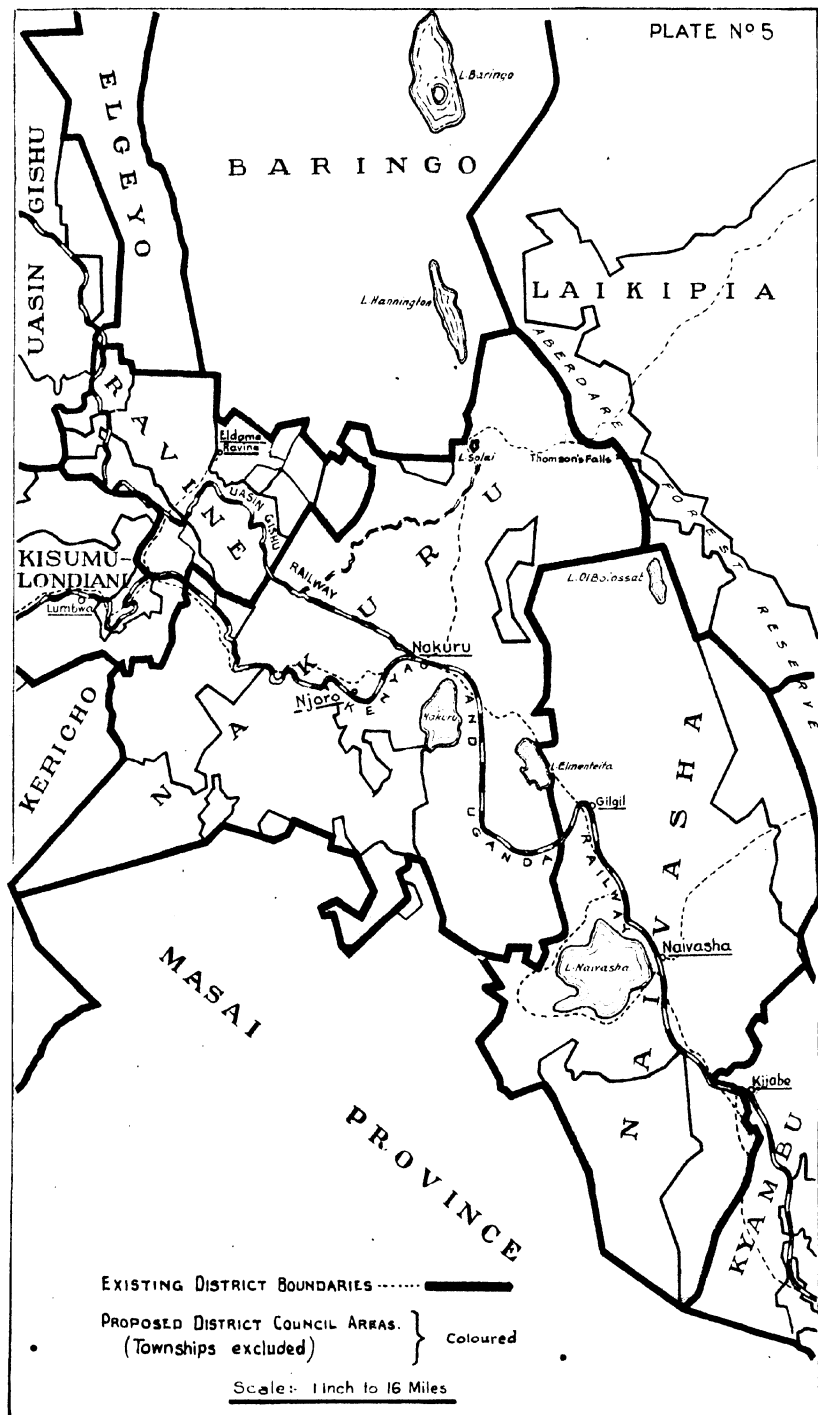 PLATE Nº 5
L. Baringo
ELGEYO
BARINGO
UASIN GISHU
LAIKIPIA
L. Hannington
ABERDARE
FOREST
RESERVE
RAVINE
Eldama
Ravine
L. Solai
Thomson's Falls
UASIN GISHU
RAILWAY
KISUMU-
LONDIANI
Lumbwa
L. Ol Bolossat
NAKURU
Nakuru
Njoro
KENYA AND UGANDA RAILWAY
Nakuru
L. Elmenteita
Gilgil
KERICHO
NAIVASHA
Naivasha
L. Naivasha
MASAI
PROVINCE
Kijabe
KYAMBU
EXISTING DISTRICT BOUNDARIES
PROPOSED DISTRICT COUNCIL AREAS.
(Townships excluded) } Coloured
Scale:- 1 Inch to 16 Miles